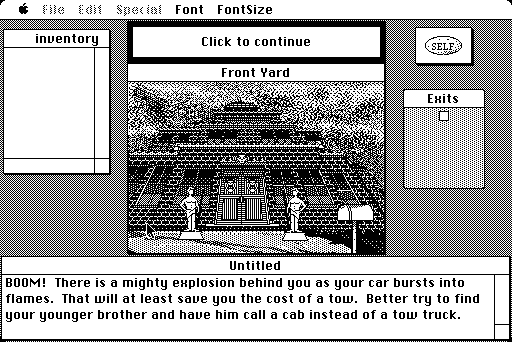 File Edit Special Font FontSize
inventory
Click to continue
SELF
Front Yard
Exits
Untitled
BOOM! There is a mighty explosion behind you as your car bursts into
flames. That will at least save you the cost of a tow. Better try to find
your younger brother and have him call a cab instead of a tow truck.